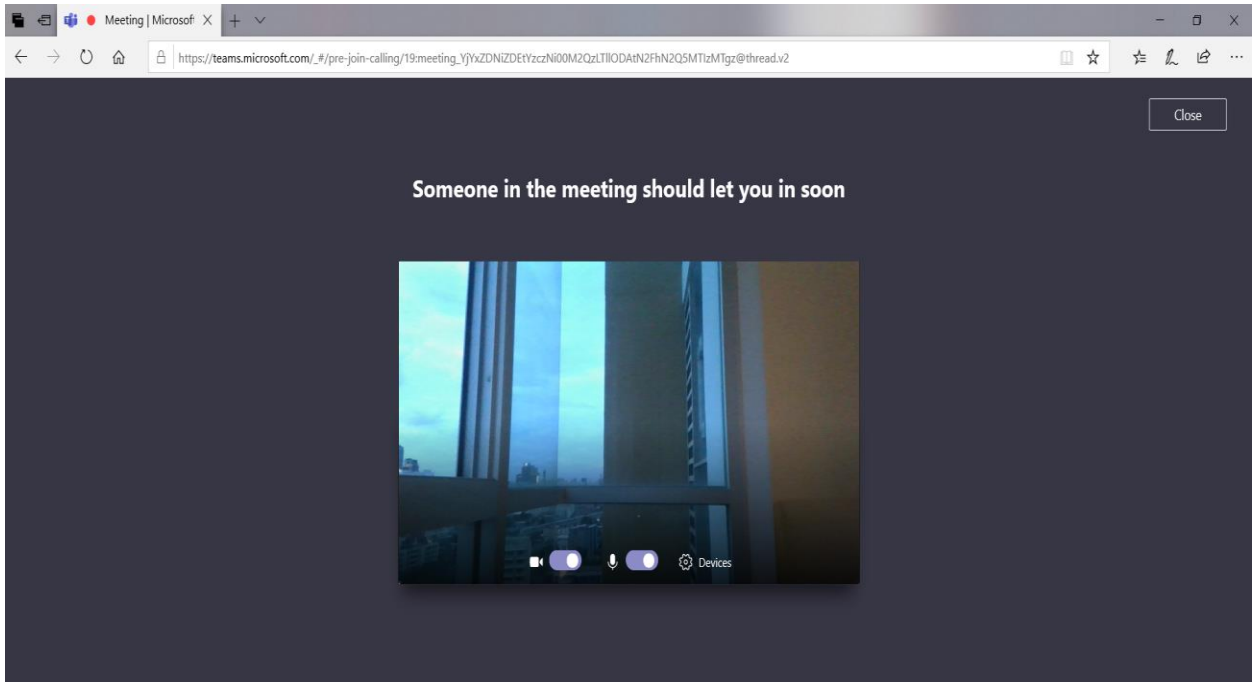 Meeting | Microsof
https://teams.microsoft.com/_#/pre-join-calling/19:meeting_YjYxZDNiZDEtYzczNi00M2QzLTllODAtN2FhN2Q5MTIzMTgz@thread.v2
Close
Someone in the meeting should let you in soon
Devices